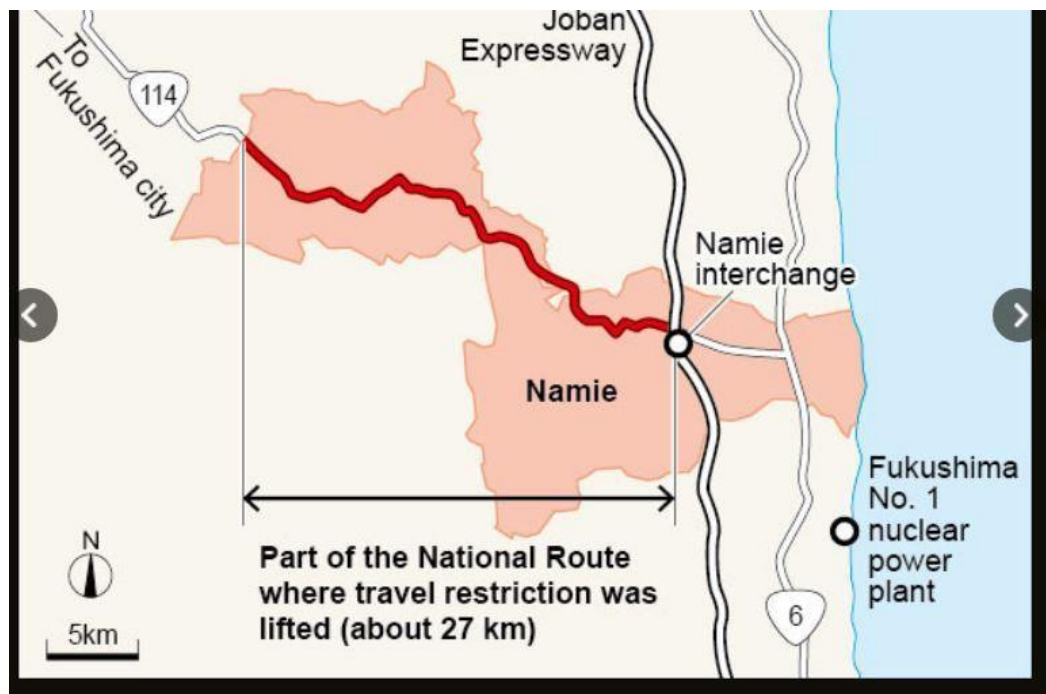 Joban
Expressway
To
Fukushima city
114
Namie
interchange
Namie
Fukushima
No. 1
nuclear
power
plant
N
5km
Part of the National Route
where travel restriction was
lifted (about 27 km)
6